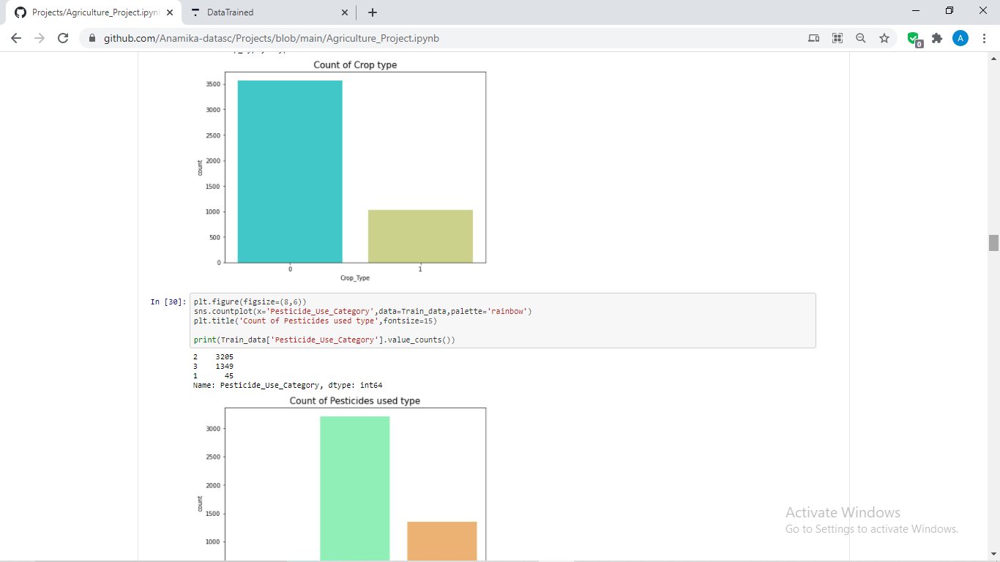 Projects/Agriculture_Project.ipyn
DataTrained
github.com/Anamika-datasc/Projects/blob/main/Agriculture_Project.ipynb
0
A
Count of Crop type
3500
3000
2500
2000
1500
1000
500
0
count
0 1
Crop_Type
In [30]:
plt.figure(figsize=(8,6))
sns.countplot(x='Pesticide_Use_Category',data=Train_data,palette='rainbow')
plt.title('Count of Pesticides used type',fontsize=15)
print(Train_data['Pesticide_Use_Category'].value_counts())
2 3205
3 1349
1 45
Name: Pesticide_Use_Category, dtype: int64
Count of Pesticides used type
3000
2500
2000
1500
1000
count
Activate Windows
Go to Settings to activate Windows.